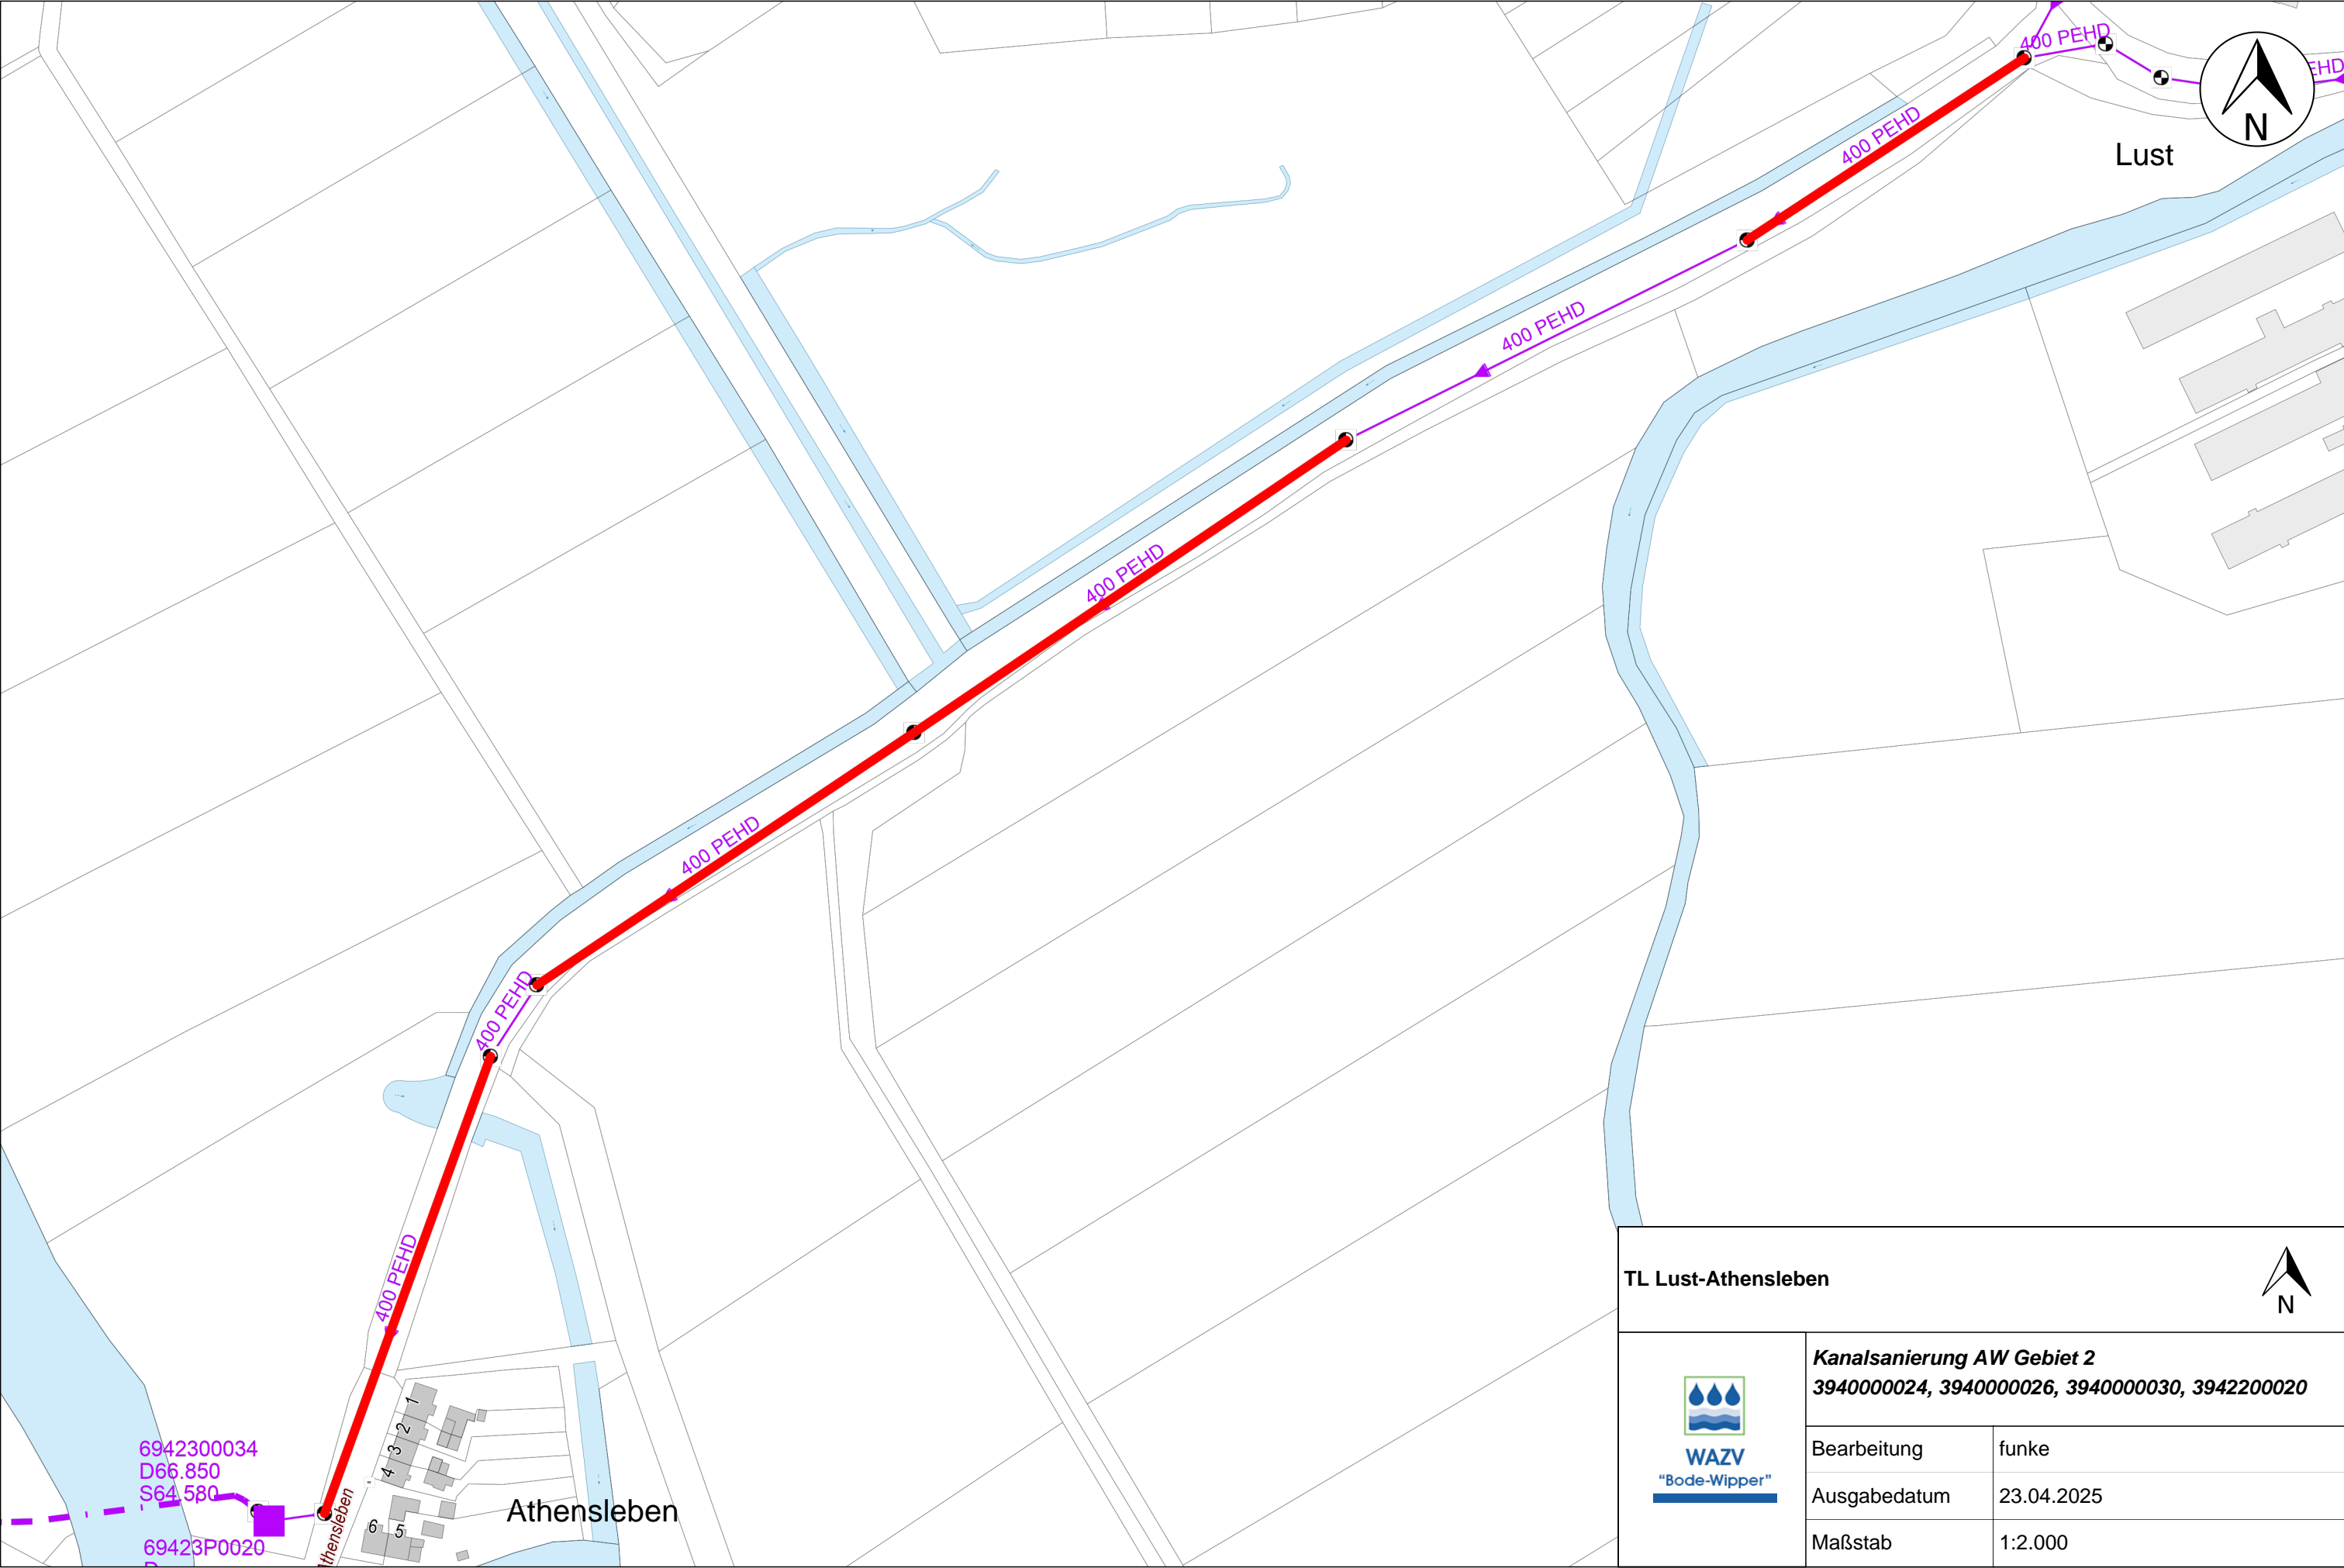 400 PEHD
EHD
N
Lust
400 PEHD
400 PEHD
400 PEHD
400 PEHD
400 PEHD
400 PEHD
1
2
3
4
6
5
Athensleben
Athensleben
6942300034
D66.850
S64.580
69423P0020
TL Lust-Athensleben
N
Kanalsanierung AW Gebiet 2
3940000024, 3940000026, 3940000030, 3942200020
WAZV
“Bode-Wipper”
Bearbeitung funke
Ausgabedatum 23.04.2025
Maßstab 1:2.000